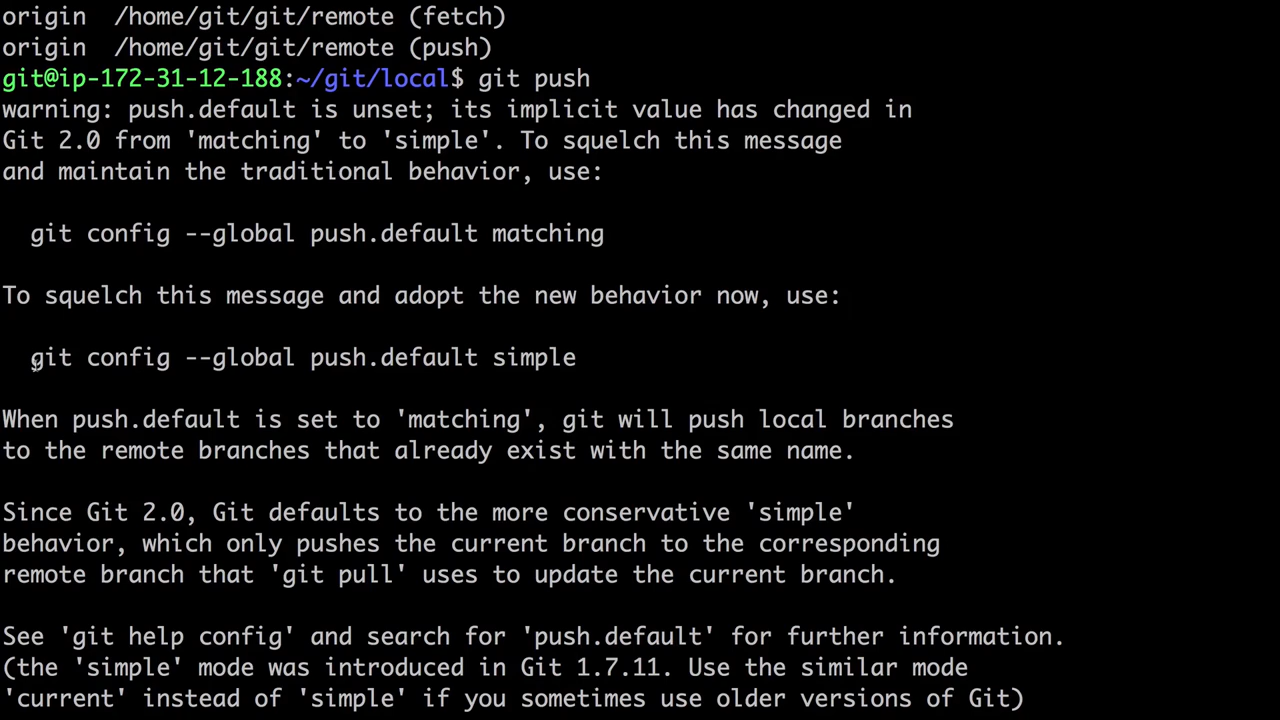 origin  /home/git/git/remote (fetch)
origin  /home/git/git/remote (push)
git@ip-172-31-12-188:~/git/local$ git push
warning: push.default is unset; its implicit value has changed in
Git 2.0 from 'matching' to 'simple'. To squelch this message
and maintain the traditional behavior, use:
  git config --global push.default matching
To squelch this message and adopt the new behavior now, use:
  git config --global push.default simple
When push.default is set to 'matching', git will push local branches
to the remote branches that already exist with the same name.
Since Git 2.0, Git defaults to the more conservative 'simple'
behavior, which only pushes the current branch to the corresponding
remote branch that 'git pull' uses to update the current branch.
See 'git help config' and search for 'push.default' for further information.
(the 'simple' mode was introduced in Git 1.7.11. Use the similar mode
'current' instead of 'simple' if you sometimes use older versions of Git)